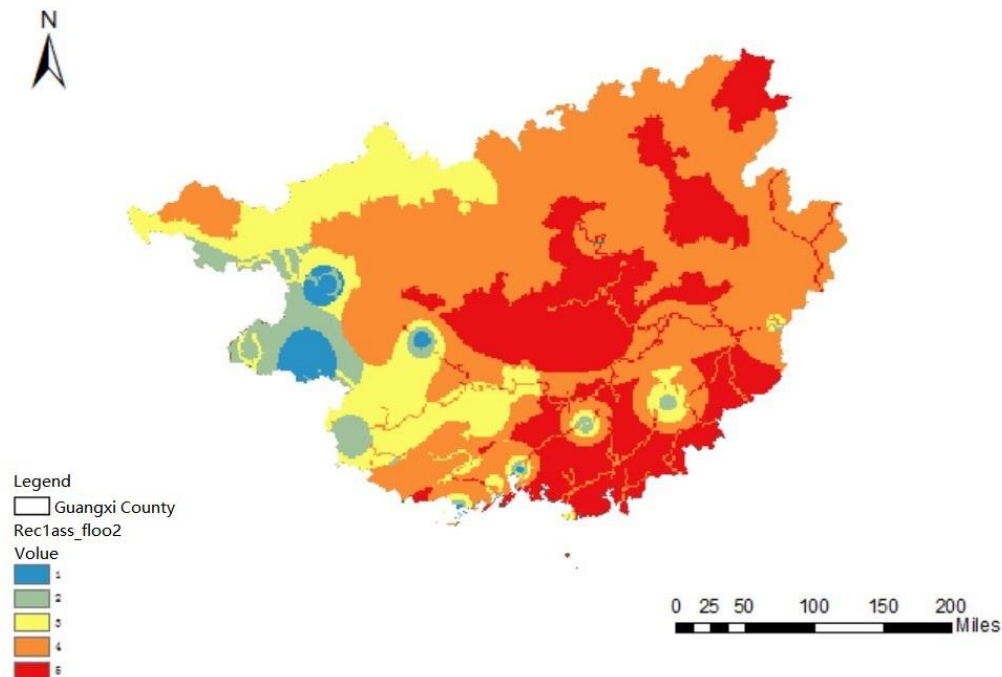 N
Legend
Guangxi County
Rec1ass_floo2
Volue
1
2
3
4
5
0 25 50 100 150 200
Miles